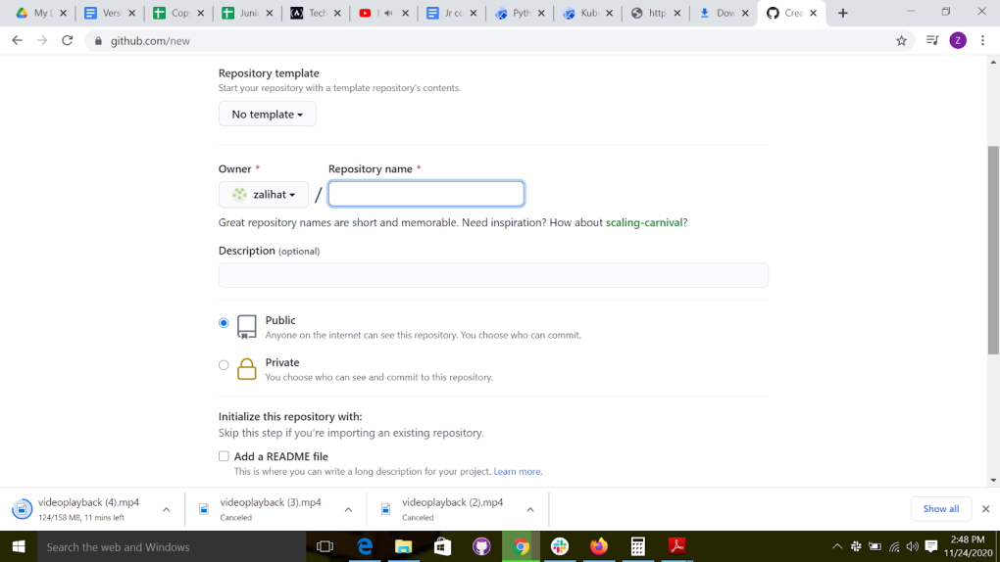 My I
Versi
Copy
Junic
Tech
Jr co
Pyth
Kube
http
Dow
Crea
github.com/new
Z
Repository template
Start your repository with a template repository's contents.
No template
Owner *
Repository name *
zalihat
/
Great repository names are short and memorable. Need inspiration? How about scaling-carnival?
Description (optional)
Public
Anyone on the internet can see this repository. You choose who can commit.
Private
You choose who can see and commit to this repository.
Initialize this repository with:
Skip this step if you're importing an existing repository.
Add a README file
This is where you can write a long description for your project. Learn more.
videoplayback (4).mp4
124/158 MB, 11 mins left
videoplayback (3).mp4
Canceled
videoplayback (2).mp4
Canceled
Show all
Search the web and Windows
2:48 PM
11/24/2020